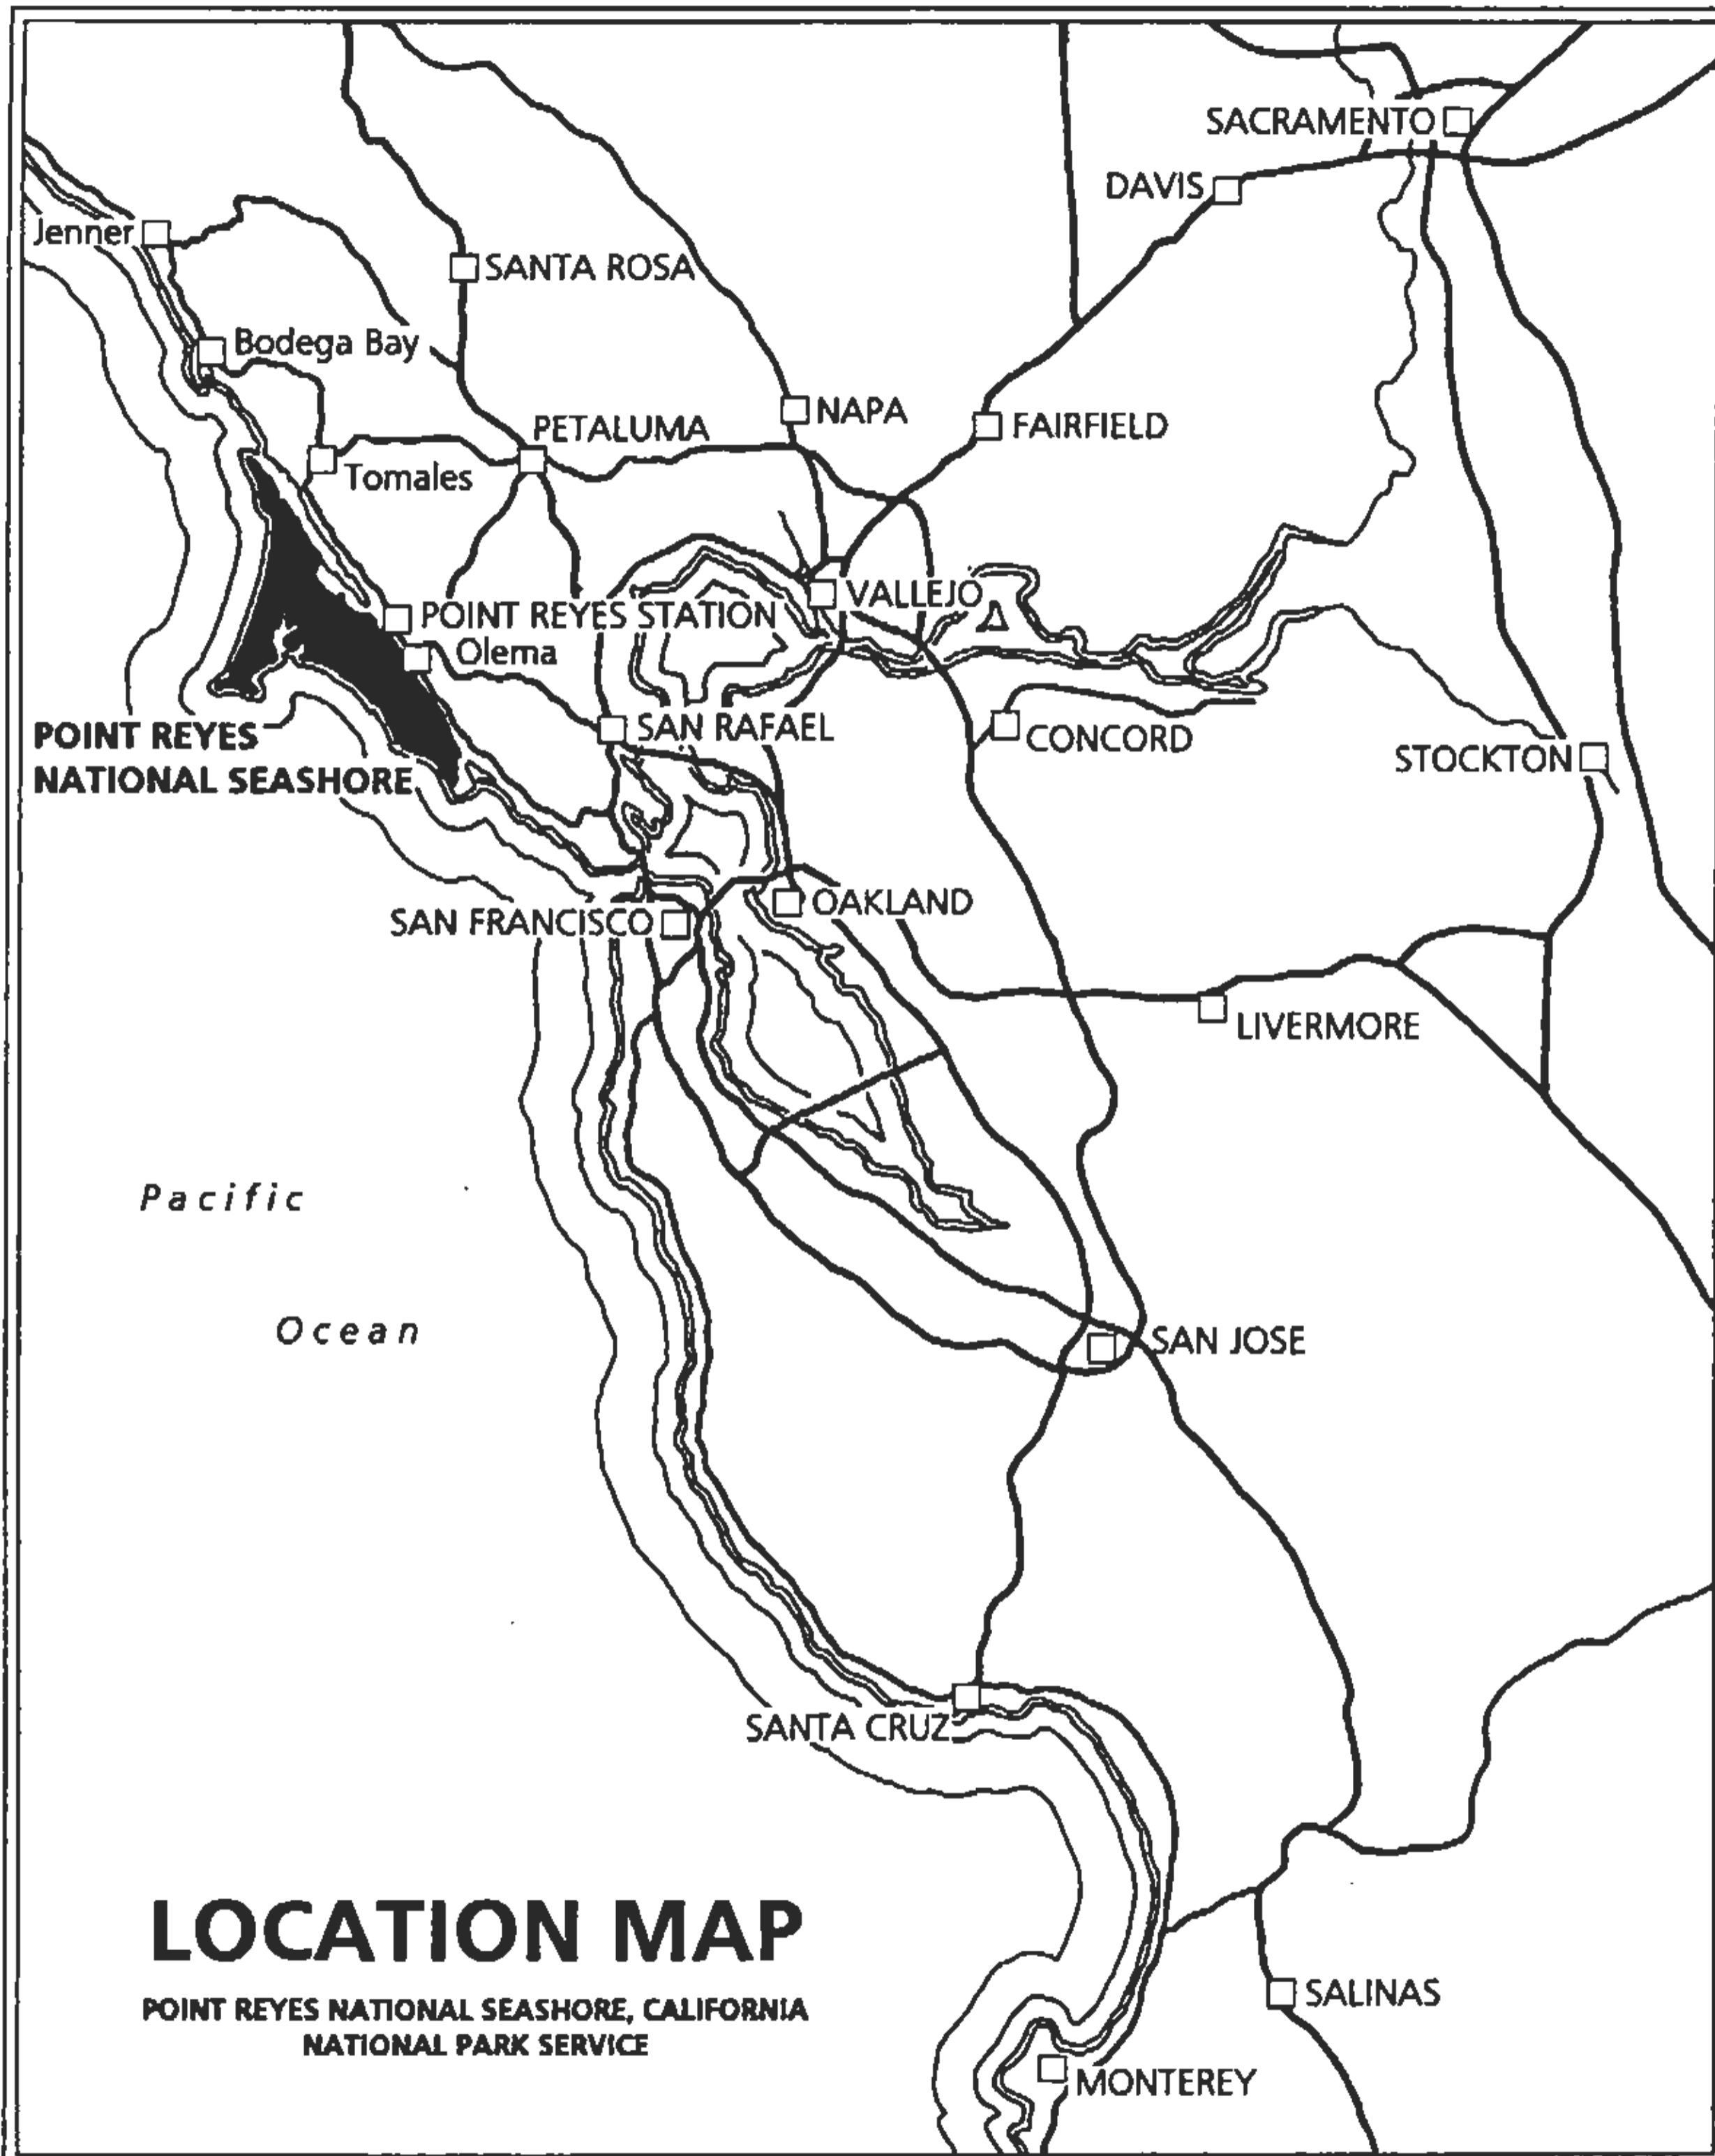 SACRAMENTO
DAVIS
Jenner
SANTA ROSA
Bodega Bay
NAPA
PETALUMA
FAIRFIELD
Tomales
VALLEJO
POINT REYES STATION
Olema
SAN RAFAEL
CONCORD
POINT REYES
NATIONAL SEASHORE
STOCKTON
OAKLAND
SAN FRANCISCO
LIVERMORE
Pacific
Ocean
SAN JOSE
SANTA CRUZ
LOCATION MAP
POINT REYES NATIONAL SEASHORE, CALIFORNIA
NATIONAL PARK SERVICE
SALINAS
MONTEREY